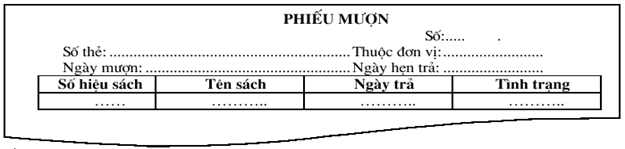 PHIẾU MƯỢN
Số:..... .
Số thẻ: .................................................... Thuộc đơn vị:........................
Ngày mượn: ............................................Ngày hẹn trả: ......................
Số hiệu sách Tên sách Ngày trả Tình trạng
…… ……….. ……….. ………..